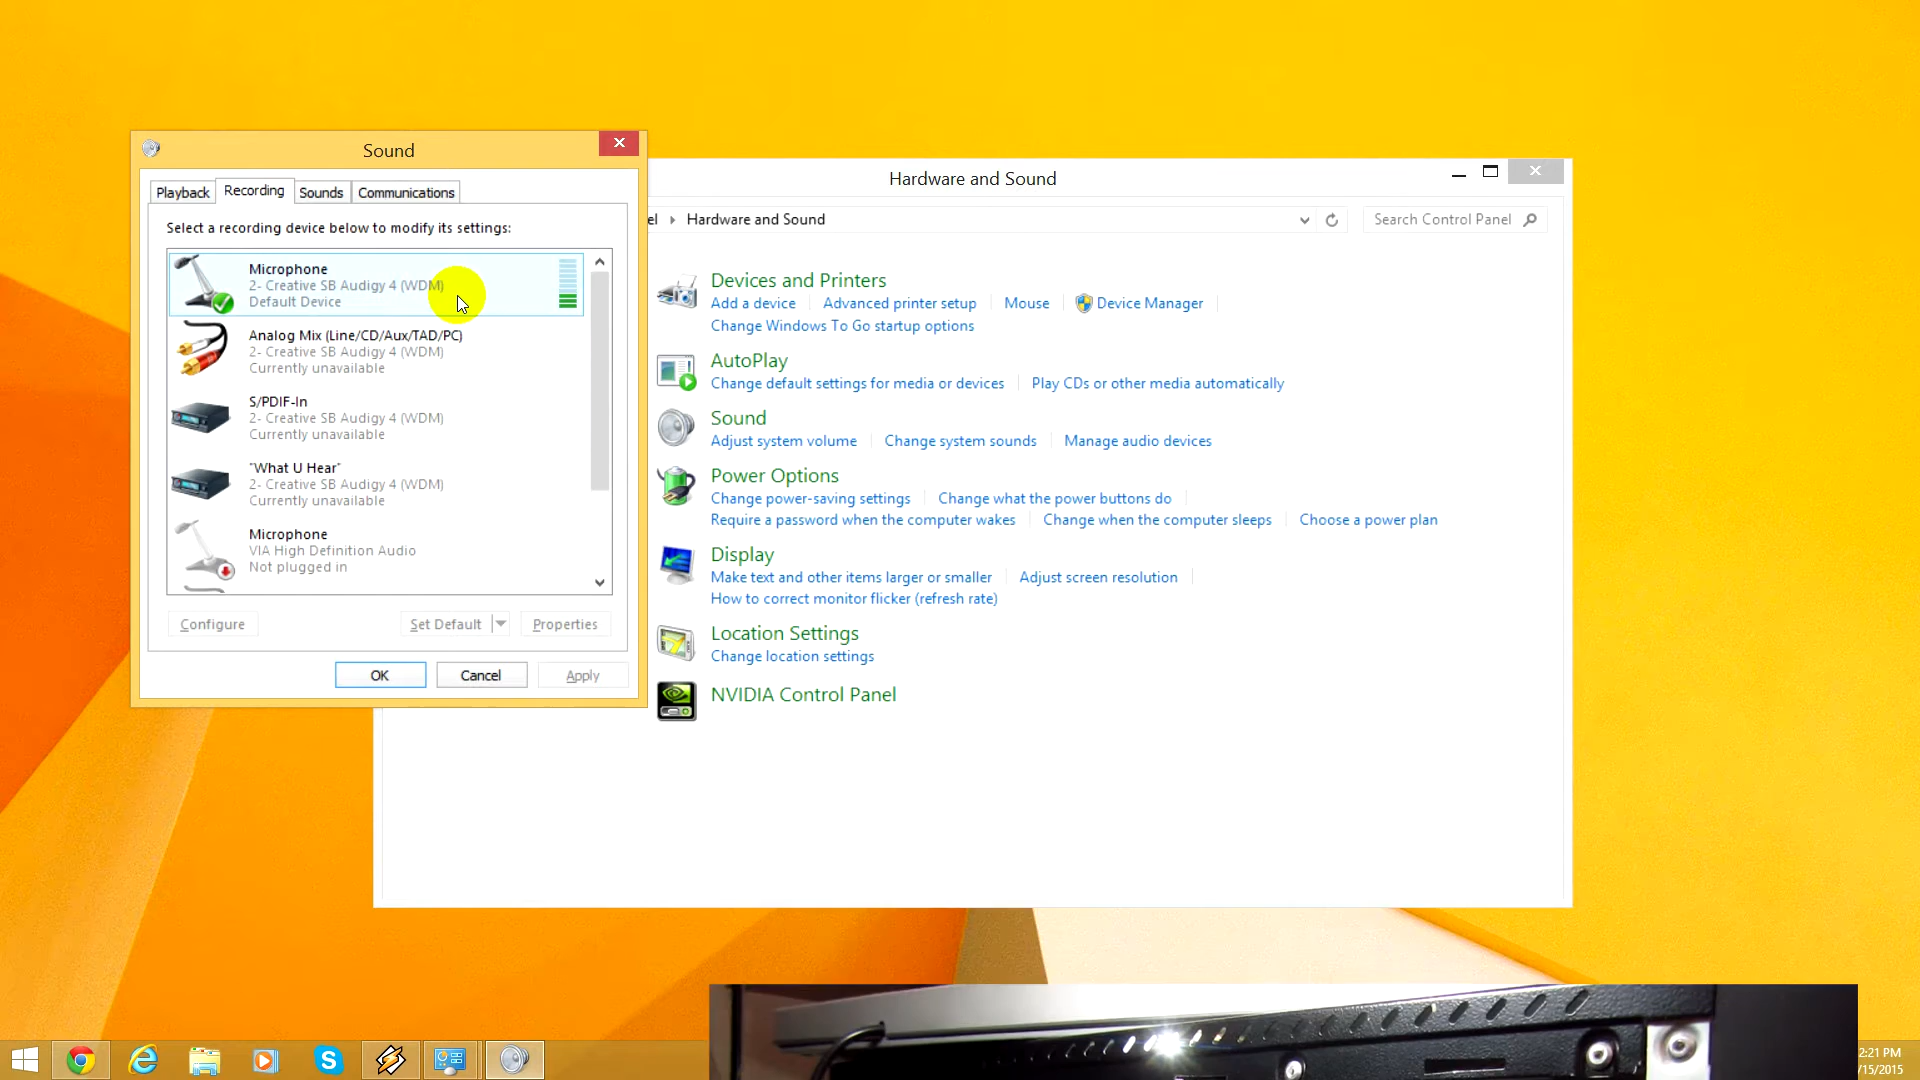 Sound
Playback
Recording
Sounds
Communications
Select a recording device below to modify its settings:
Microphone
2- Creative SB Audigy 4 (WDM)
Default Device
Analog Mix (Line/CD/Aux/TAD/PC)
2- Creative SB Audigy 4 (WDM)
Currently unavailable
S/PDIF-In
2- Creative SB Audigy 4 (WDM)
Currently unavailable
"What U Hear"
2- Creative SB Audigy 4 (WDM)
Currently unavailable
Microphone
VIA High Definition Audio
Not plugged in
Configure
Set Default
Properties
OK
Cancel
Apply
Hardware and Sound
el
Hardware and Sound
Search Control Panel
Devices and Printers
Add a device
Advanced printer setup
Mouse
Device Manager
Change Windows To Go startup options
AutoPlay
Change default settings for media or devices
Play CDs or other media automatically
Sound
Adjust system volume
Change system sounds
Manage audio devices
Power Options
Change power-saving settings
Change what the power buttons do
Require a password when the computer wakes
Change when the computer sleeps
Choose a power plan
Display
Make text and other items larger or smaller
Adjust screen resolution
How to correct monitor flicker (refresh rate)
Location Settings
Change location settings
NVIDIA Control Panel
2:21 PM
/15/2015